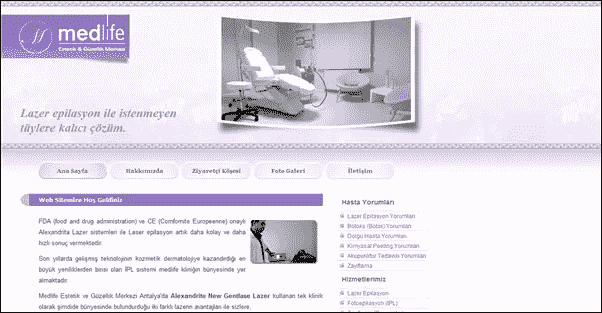 medlife
Estetik & Güzellik Merkezi
Lazer epilasyon ile istenmeyen
tüylere kalıcı çözüm.
Ana Sayfa
Hakkımızda
Ziyaretçi Köşesi
Foto Galeri
İletişim
Web Sitemize Hoş Geldiniz
FDA (food and drug administration) ve CE (Comformite Europeenne) onaylı
Alexandrite Lazer sistemleri ile Laser epilasyon artık daha kolay ve daha
hızlı sonuç vermektedir.
Son yıllarda gelişmiş teknolojinin kozmetik dermatolojiye kazandırdığı en
büyük yeniliklerden birisi olan IPL sistemi medlife kliniğin bünyesinde yer
almaktadır.
Medlife Estetik ve Güzellik Merkezi Antalya'da Alexandrite New Gentlase Lazer kullanan tek klinik
olarak şimdide bünyesinde bulundurduğu iki farklı lazerin avantajları ile sizlere,
Hasta Yorumları
Lazer Epilasyon Yorumları
Botoks (Botox) Yorumları
Dolgu Hasta Yorumları
Kimyasal Peeling Yorumları
Akupunktur Tedavisi Yorumları
Zayıflama
Hizmetlerimiz
Lazer Epilasyon
Fotoepilasyon (IPL)